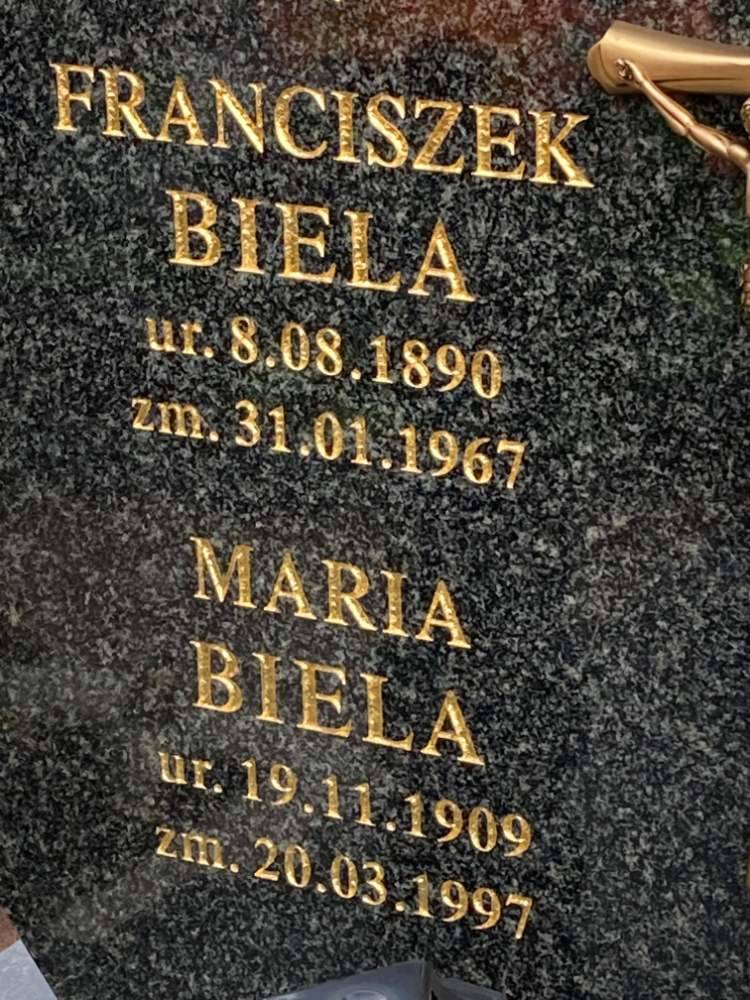 FRANCISZEK
BIELA
ur. 8.08.1890
zm. 31.01.1967
MARIA
BIELA
ur. 19.11.1909
zm. 20.03.1997